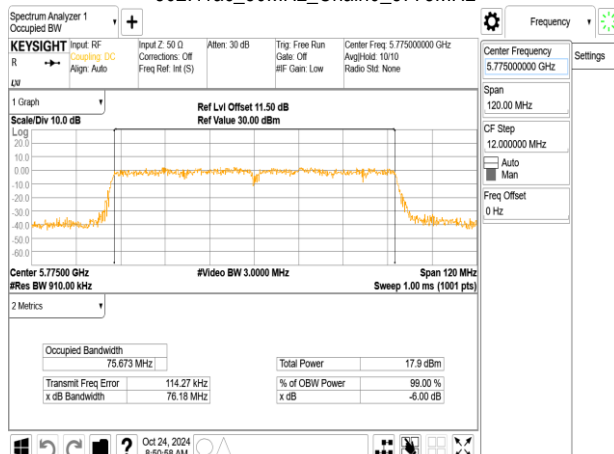 Spectrum Analyzer 1
Occupied BW
KEYSIGHT
R
Input: RF
Coupling: DC
Align: Auto
Input Z: 50 Ω
Corrections: Off
Freq Ref: Int (S)
Atten: 30 dB
Trig: Free Run
Gate: Off
#IF Gain: Low
Center Freq: 5.775000000 GHz
Avg|Hold: 10/10
Radio Std: None
1 Graph
Scale/Div 10.0 dB
Ref Lvl Offset 11.50 dB
Ref Value 30.00 dBm
Log
20.0
10.0
0.00
-10.0
-20.0
-30.0
-40.0
-50.0
-60.0
Center 5.77500 GHz
#Video BW 3.0000 MHz
Span 120 MHz
#Res BW 910.00 kHz
Sweep 1.00 ms (1001 pts)
2 Metrics
Occupied Bandwidth
75.673 MHz
Total Power 17.9 dBm
Transmit Freq Error 114.27 kHz
% of OBW Power 99.00 %
x dB Bandwidth 76.18 MHz
x dB -6.00 dB
Oct 24, 2024
8:50:58 AM
Frequency
Settings
Center Frequency
5.775000000 GHz
Span
120.00 MHz
CF Step
12.000000 MHz
Auto
Man
Freq Offset
0 Hz